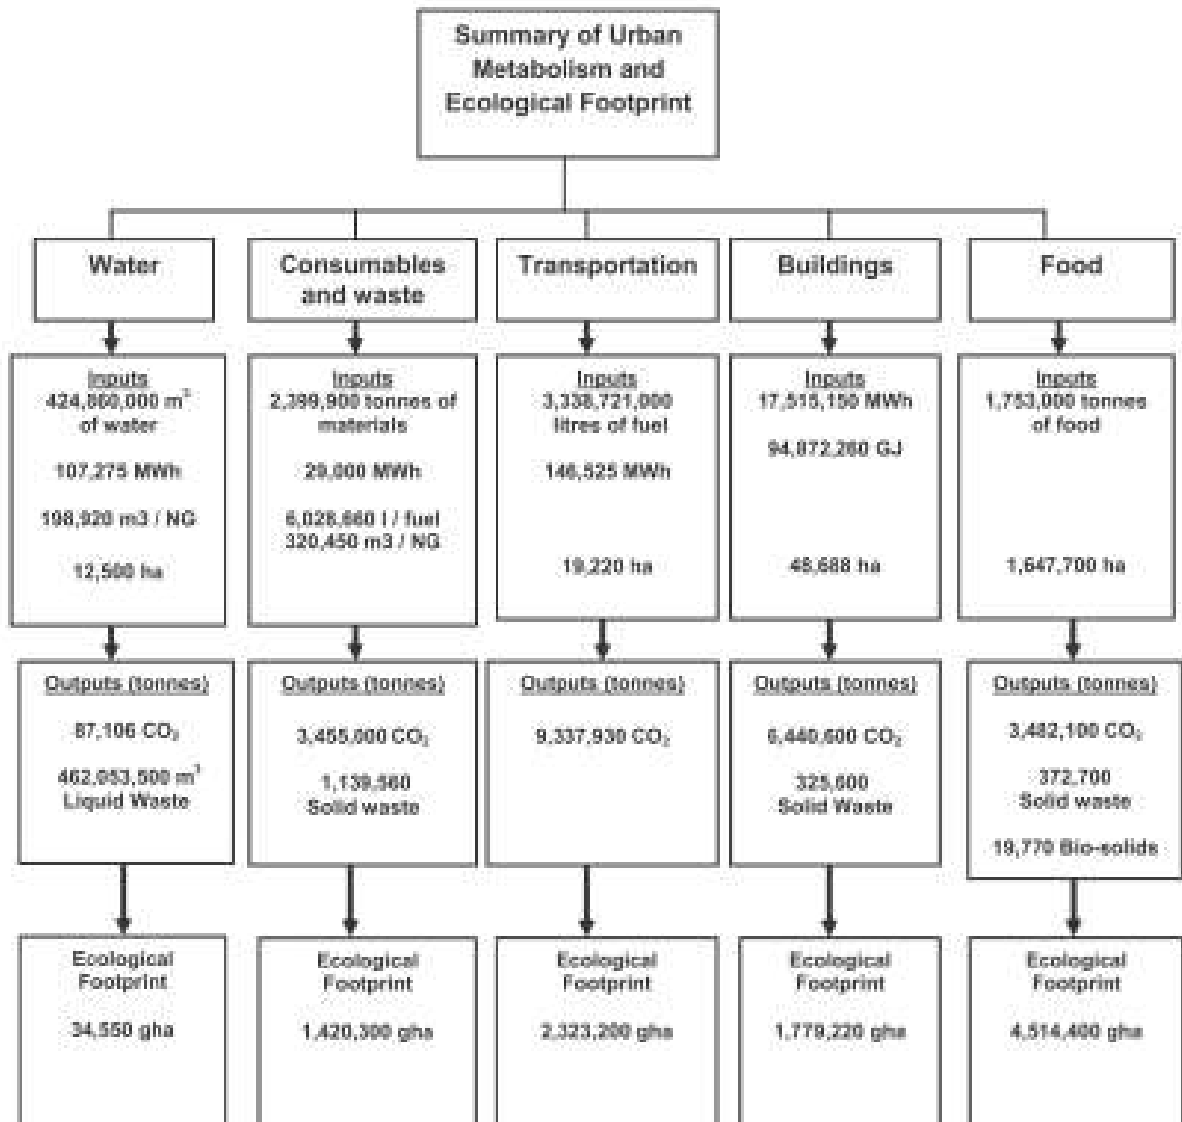 Summary of Urban
Metabolism and
Ecological Footprint
Water
Consumables
and waste
Transportation
Buildings
Food
Inputs
424,860,000 m³
of water
107,275 MWh
198,920 m3 / NG
12,500 ha
Inputs
2,399,900 tonnes of
materials
29,000 MWh
6,028,660 l / fuel
320,450 m3 / NG
Inputs
3,338,721,000
litres of fuel
146,525 MWh
19,220 ha
Inputs
17,515,150 MWh
94,872,260 GJ
48,688 ha
Inputs
1,753,000 tonnes
of food
1,647,700 ha
Outputs (tonnes)
87,106 CO₂
462,053,500 m³
Liquid Waste
Outputs (tonnes)
3,455,000 CO₂
1,139,560
Solid waste
Outputs (tonnes)
9,337,930 CO₂
Outputs (tonnes)
6,440,600 CO₂
325,600
Solid Waste
Outputs (tonnes)
3,482,100 CO₂
372,700
Solid waste
19,770 Bio-solids
Ecological
Footprint
34,550 gha
Ecological
Footprint
1,420,300 gha
Ecological
Footprint
2,323,200 gha
Ecological
Footprint
1,779,220 gha
Ecological
Footprint
4,514,400 gha